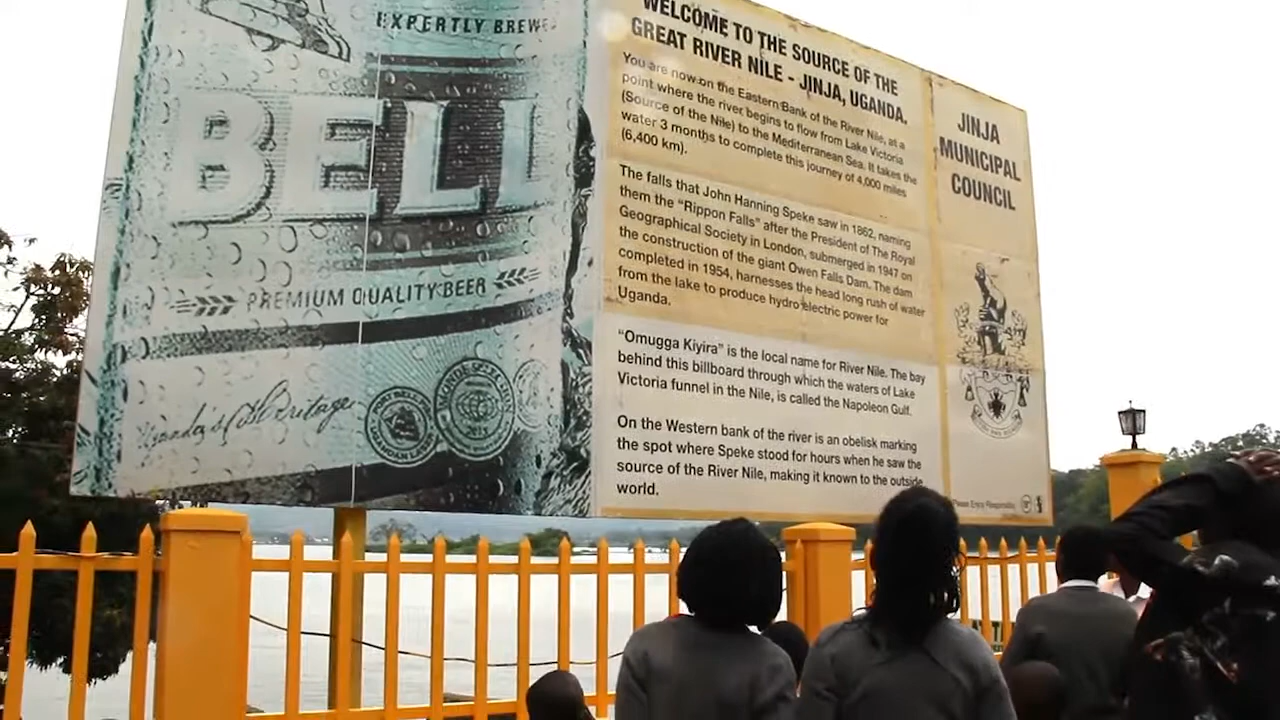 EXPERTLY BREWE
BELL
PREMIUM QUALITY BEER
Uganda's
WELCOME TO THE SOURCE OF THE
GREAT RIVER NILE - JINJA, UGANDA.
You are now on the Eastern Bank of the River Nile, at a
point where the river begins to flow from Lake Victoria
(Source of the Nile) to the Mediterranean Sea. It takes the
water 3 months to complete this journey of 4,000 miles
(6,400 km).
The falls that John Hanning Speke saw in 1862, naming
them the “Rippon Falls” after the President of The Royal
Geographical Society in London, submerged in 1947 on
the construction of the giant Owen Falls Dam. The dam
completed in 1954, harnesses the head long rush of water
from the lake to produce hydro electric power for
Uganda.
“Omugga Kiyira” is the local name for River Nile. The bay
behind this billboard through which the waters of Lake
Victoria funnel in the Nile, is called the Napoleon Gulf.
On the Western bank of the river is an obelisk marking
the spot where Speke stood for hours when he saw the
source of the River Nile, making it known to the outside
world.
JINJA
MUNICIPAL
COUNCIL
Please Enjoy Responsibly